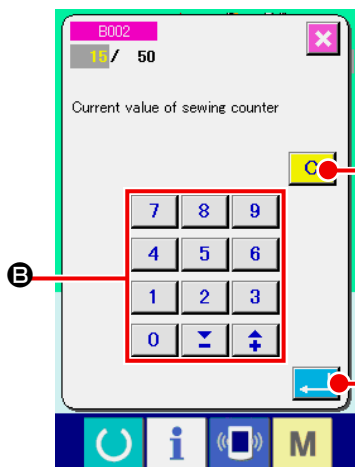 B002
15/ 50
Current value of sewing counter
C
7 8 9
4 5 6
B
1 2 3
0 − +
i M